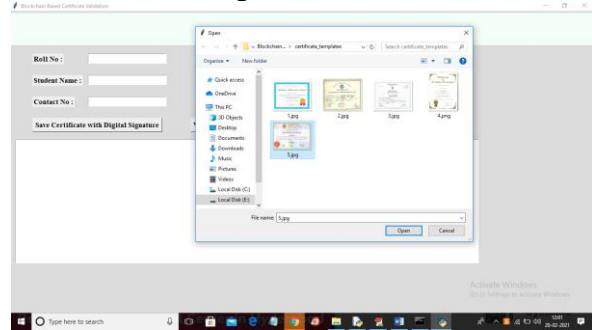 Blockchain Based Certificate Validation
Open
Blockchain... > certificate_templates
Search certificate_templates
Organize
New folder
Roll No :
Student Name :
Contact No :
Save Certificate with Digital Signature
Quick access
OneDrive
This PC
3D Objects
Desktop
Documents
Downloads
Music
Pictures
Videos
Local Disk (C:)
Local Disk (E:)
1.jpg
2.jpg
3.jpg
4.png
5.jpg
File name: 5.jpg
Open
Cancel
Activate Windows
Go to Settings to activate Windows.
Type here to search
12:01
20-02-2021